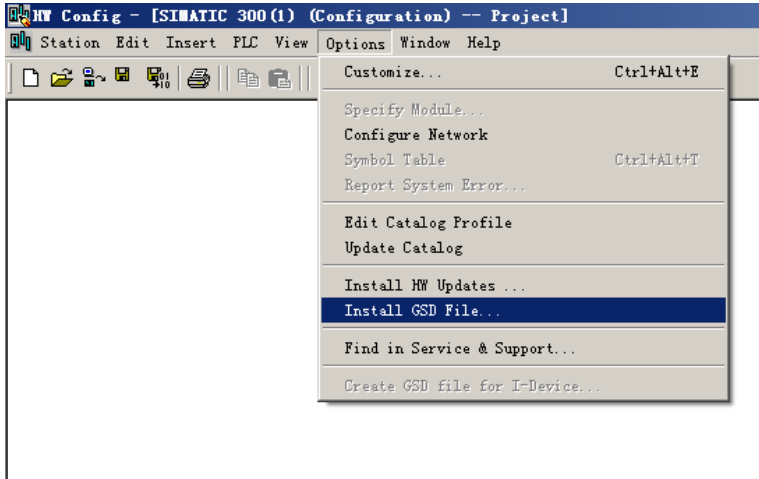 HW Config - [SIMATIC 300(1) (Configuration) -- Project]
Station Edit Insert PLC View Options Window Help
Customize... Ctrl+Alt+E
Specify Module...
Configure Network
Symbol Table Ctrl+Alt+T
Report System Error...
Edit Catalog Profile
Update Catalog
Install HW Updates ...
Install GSD File...
Find in Service & Support...
Create GSD file for I-Device...